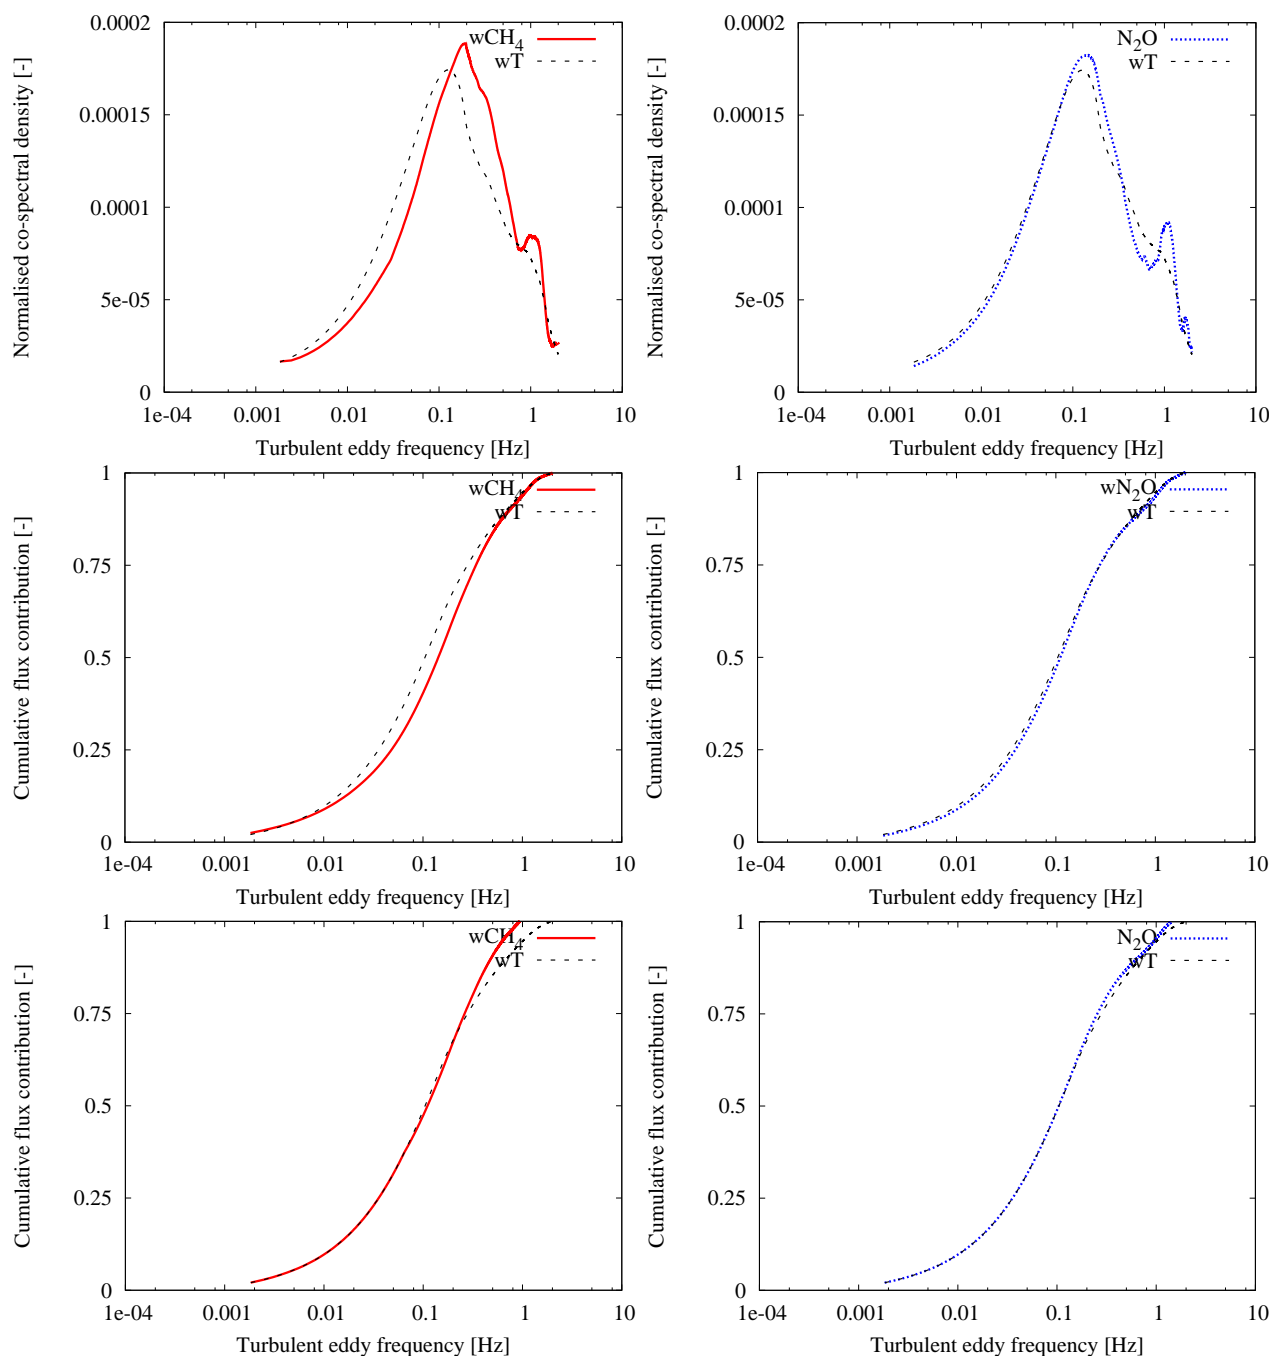 Normalised co-spectral density [-]
0.0002
0.00015
0.0001
5e-05
0
1e-04 0.001 0.01 0.1 1 10
Turbulent eddy frequency [Hz]
wCH₄
wT
Normalised co-spectral density [-]
0.0002
0.00015
0.0001
5e-05
0
1e-04 0.001 0.01 0.1 1 10
Turbulent eddy frequency [Hz]
N₂O
wT
Cumulative flux contribution [-]
1
0.75
0.5
0.25
0
1e-04 0.001 0.01 0.1 1 10
Turbulent eddy frequency [Hz]
wCH₄
wT
Cumulative flux contribution [-]
1
0.75
0.5
0.25
0
1e-04 0.001 0.01 0.1 1 10
Turbulent eddy frequency [Hz]
wN₂O
wT
Cumulative flux contribution [-]
1
0.75
0.5
0.25
0
1e-04 0.001 0.01 0.1 1 10
Turbulent eddy frequency [Hz]
wCH₄
wT
Cumulative flux contribution [-]
1
0.75
0.5
0.25
0
1e-04 0.001 0.01 0.1 1 10
Turbulent eddy frequency [Hz]
N₂O
wT